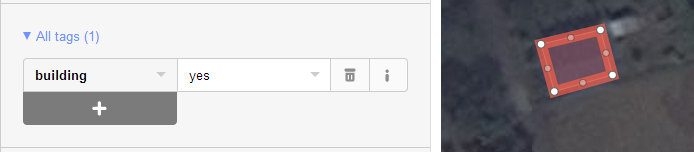 All tags (1)
building yes